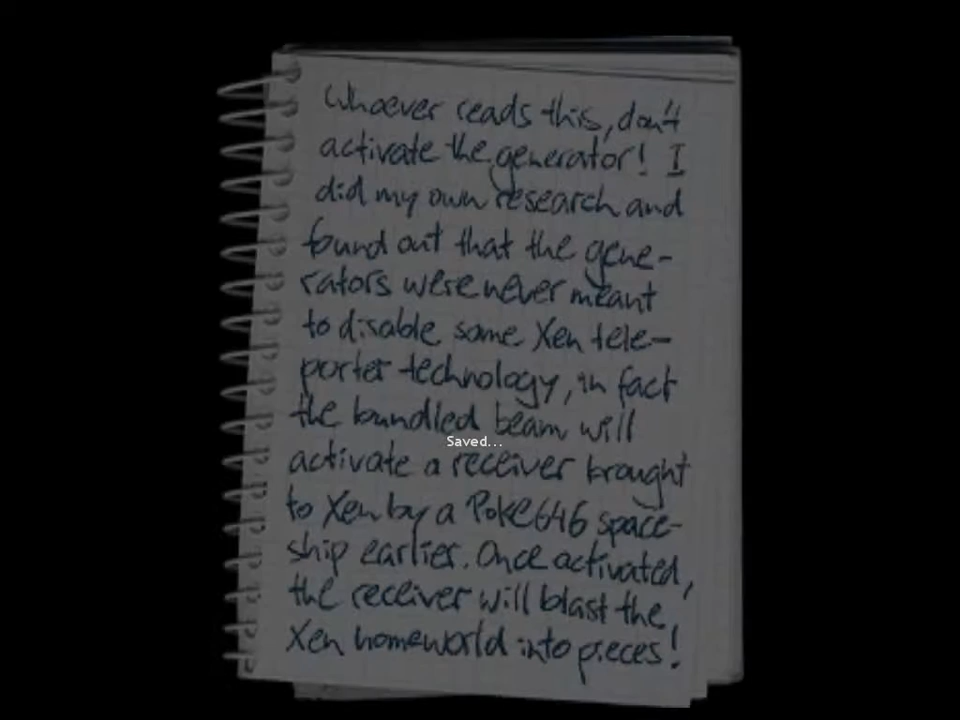 Whoever reads this, don't
activate the generator! I
did my own research and
found out that the gene-
rators were never meant
to disable some Xen tele-
porter technology, in fact
the bundled beam will
Saved...
activate a receiver brought
to Xen by a Poke646 space-
ship earlier. Once activated,
the receiver will blast the
Xen homeworld into pieces!